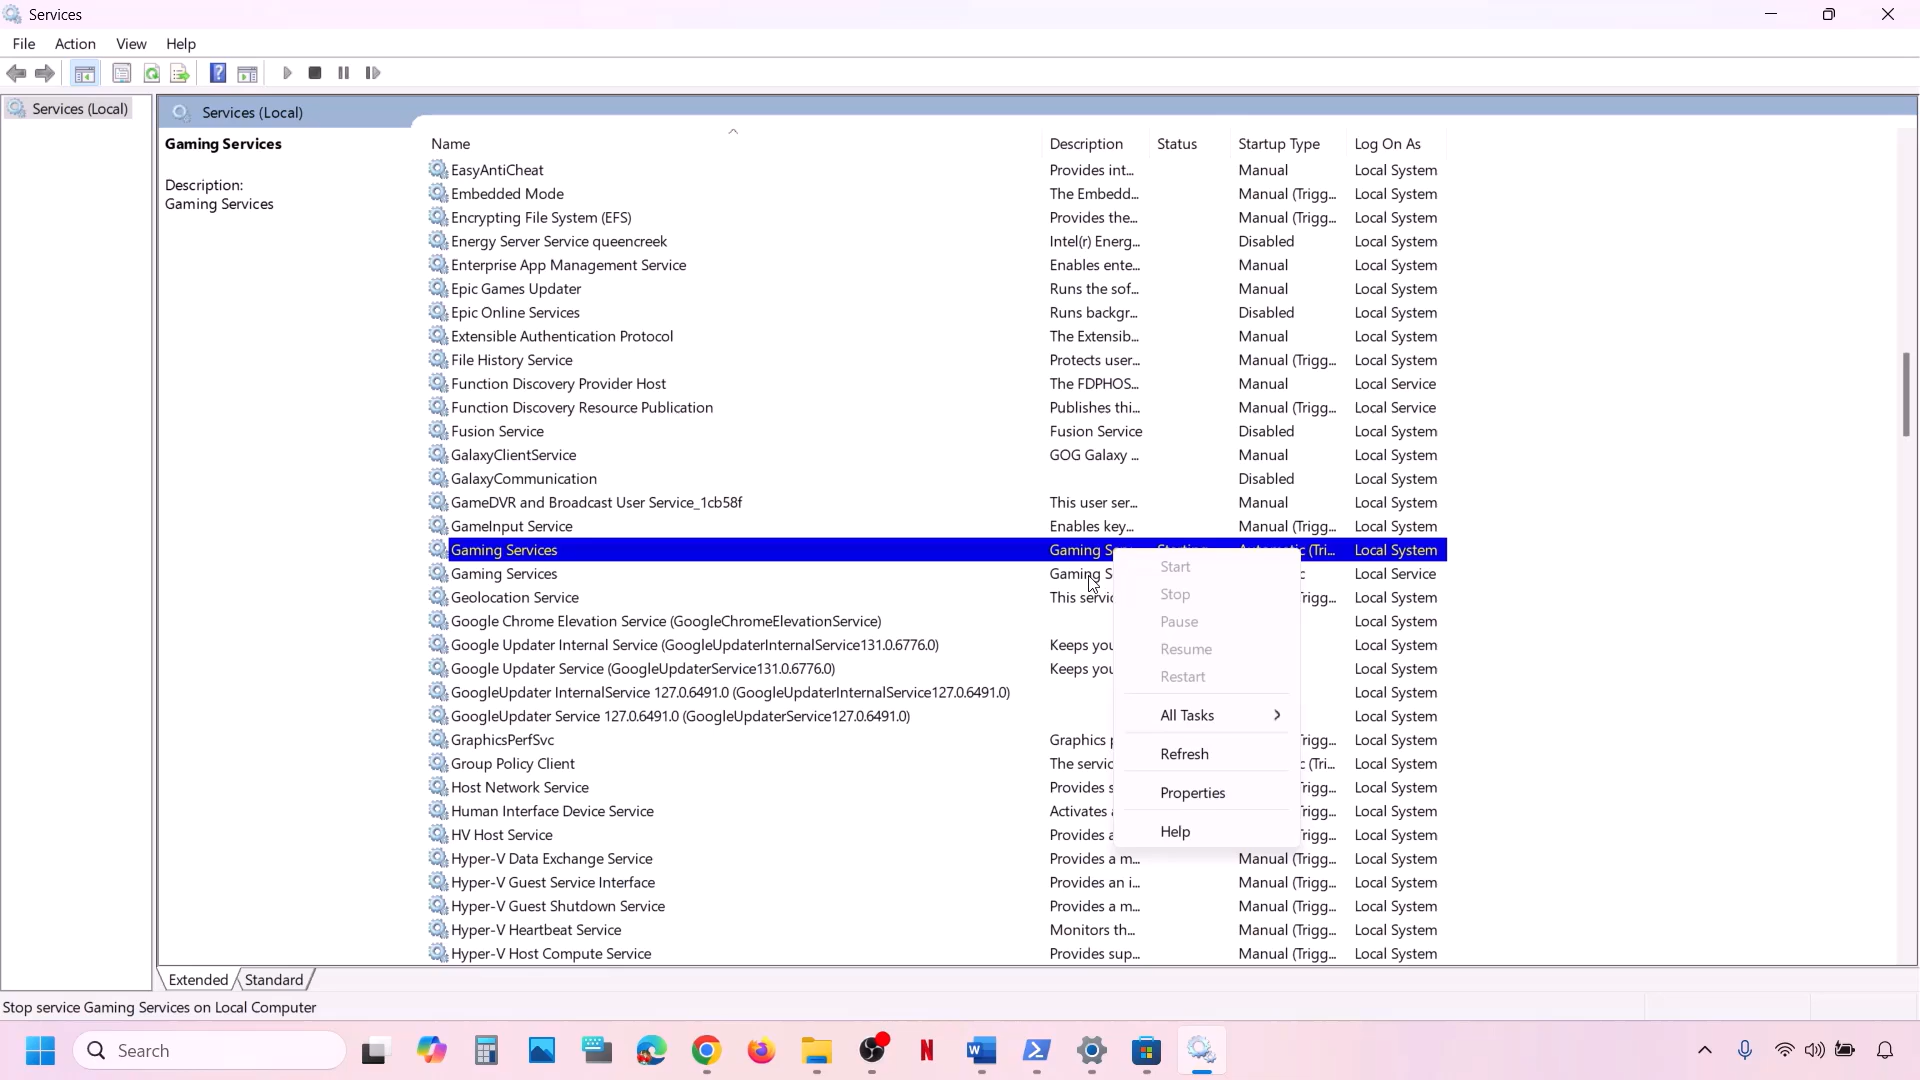 Services
File Action View Help
Services (Local)
Services (Local)
Gaming Services
Description:
Gaming Services
Name Description Status Startup Type Log On As
EasyAntiCheat Provides int... Manual Local System
Embedded Mode The Embedd... Manual (Trigg... Local System
Encrypting File System (EFS) Provides the... Manual (Trigg... Local System
Energy Server Service queencreek Intel(r) Energ... Disabled Local System
Enterprise App Management Service Enables ente... Manual Local System
Epic Games Updater Runs the sof... Manual Local System
Epic Online Services Runs backgr... Disabled Local System
Extensible Authentication Protocol The Extensib... Manual Local System
File History Service Protects user... Manual (Trigg... Local System
Function Discovery Provider Host The FDPHOS... Manual Local Service
Function Discovery Resource Publication Publishes thi... Manual (Trigg... Local Service
Fusion Service Fusion Service Disabled Local System
GalaxyClientService GOG Galaxy ... Manual Local System
GalaxyCommunication Disabled Local System
GameDVR and Broadcast User Service_1cb58f This user ser... Manual Local System
GameInput Service Enables key... Manual (Trigg... Local System
Gaming Services Gaming Local System
Gaming Services Gaming S Local Service
Geolocation Service This servic Trigg... Local System
Google Chrome Elevation Service (GoogleChromeElevationService) Local System
Google Updater Internal Service (GoogleUpdaterInternalService131.0.6776.0) Keeps you Local System
Google Updater Service (GoogleUpdaterService131.0.6776.0) Keeps you Local System
GoogleUpdater InternalService 127.0.6491.0 (GoogleUpdaterInternalService127.0.6491.0) Local System
GoogleUpdater Service 127.0.6491.0 (GoogleUpdaterService127.0.6491.0) Local System
GraphicsPerfSvc Graphics Trigg... Local System
Group Policy Client The servic (Tri... Local System
Host Network Service Provides Trigg... Local System
Human Interface Device Service Activates Trigg... Local System
HV Host Service Provides Trigg... Local System
Hyper-V Data Exchange Service Provides a m... Manual (Trigg... Local System
Hyper-V Guest Service Interface Provides an i... Manual (Trigg... Local System
Hyper-V Guest Shutdown Service Provides a m... Manual (Trigg... Local System
Hyper-V Heartbeat Service Monitors th... Manual (Trigg... Local System
Hyper-V Host Compute Service Provides sup... Manual (Trigg... Local System
Start
Stop
Pause
Resume
Restart
All Tasks
Refresh
Properties
Help
Extended Standard
Stop service Gaming Services on Local Computer
Search